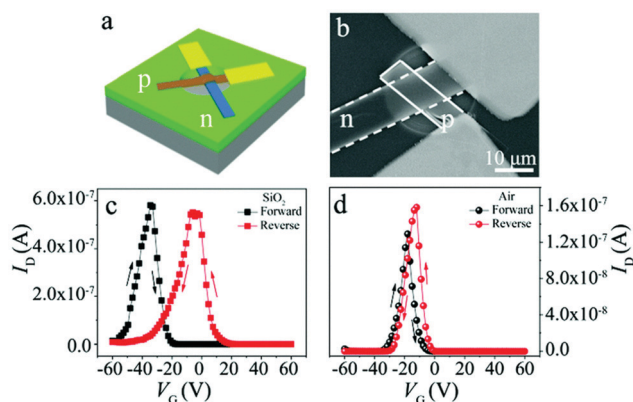 a
p
n
b
n
p
10 μm
c
SiO₂
Forward
Reverse
6.0x10⁻⁷
4.0x10⁻⁷
2.0x10⁻⁷
0.0
I_D (A)
-60 -40 -20 0 20 40 60
V_G (V)
d
Air
Forward
Reverse
1.6x10⁻⁷
1.2x10⁻⁷
8.0x10⁻⁸
4.0x10⁻⁸
0.0
I_D (A)
-60 -40 -20 0 20 40 60
V_G (V)